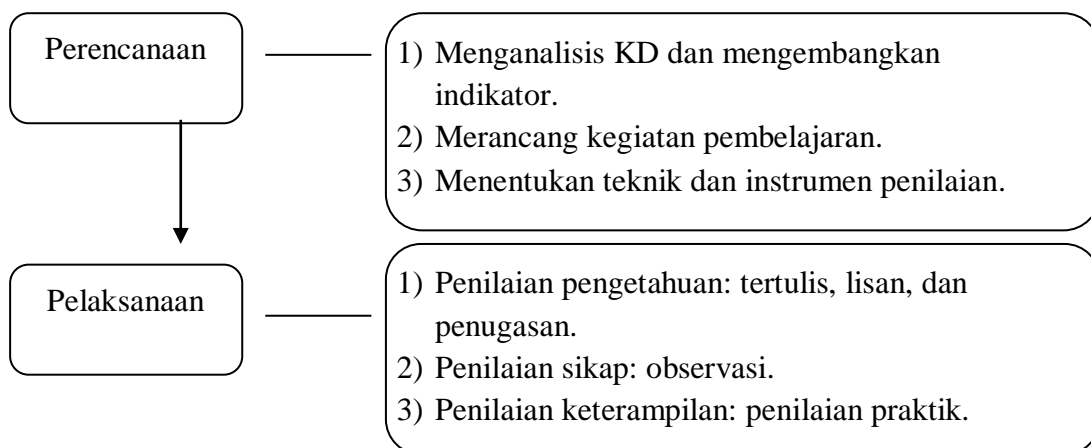 Perencanaan
1) Menganalisis KD dan mengembangkan
indikator.
2) Merancang kegiatan pembelajaran.
3) Menentukan teknik dan instrumen penilaian.
Pelaksanaan
1) Penilaian pengetahuan: tertulis, lisan, dan
penugasan.
2) Penilaian sikap: observasi.
3) Penilaian keterampilan: penilaian praktik.